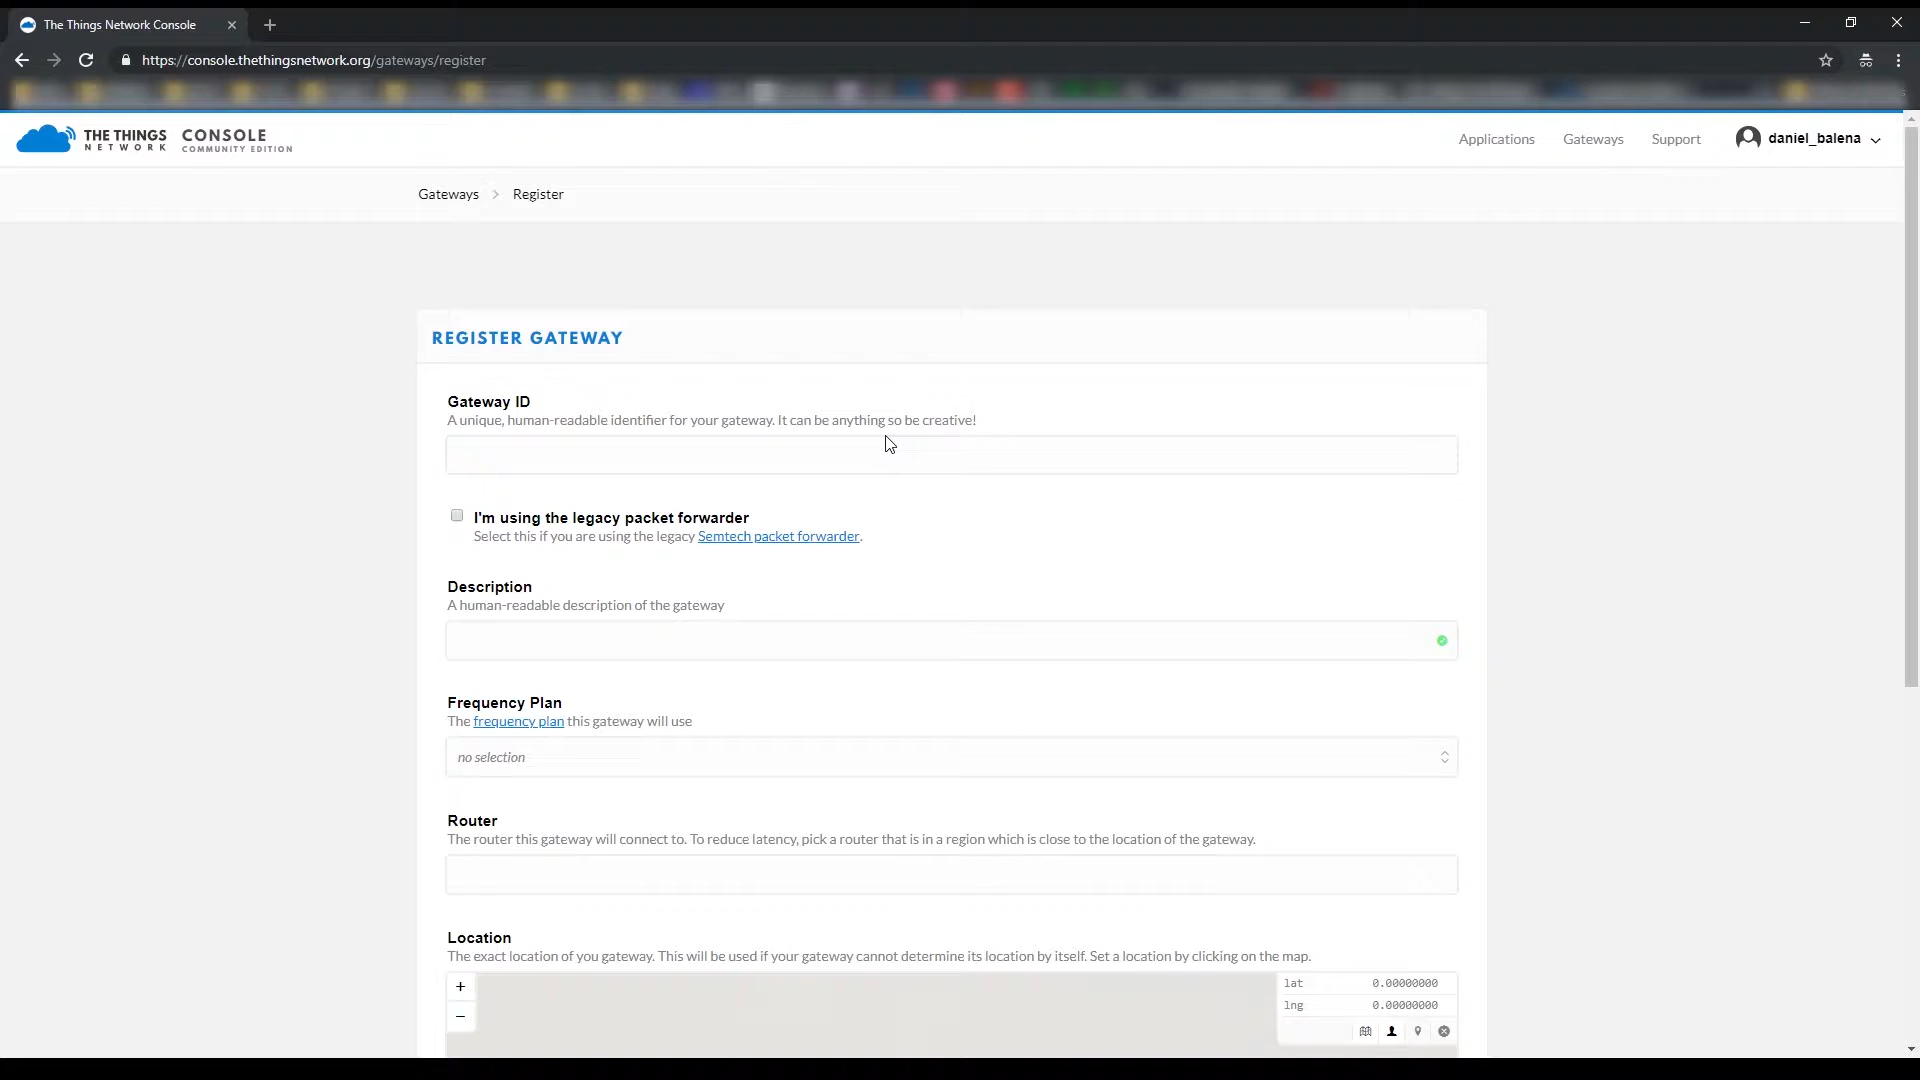 The Things Network Console
https://console.thethingsnetwork.org/gateways/register
THE THINGS NETWORK CONSOLE COMMUNITY EDITION
Applications Gateways Support daniel_balena
Gateways > Register
REGISTER GATEWAY
Gateway ID
A unique, human-readable identifier for your gateway. It can be anything so be creative!
I'm using the legacy packet forwarder
Select this if you are using the legacy Semtech packet forwarder.
Description
A human-readable description of the gateway
Frequency Plan
The frequency plan this gateway will use
no selection
Router
The router this gateway will connect to. To reduce latency, pick a router that is in a region which is close to the location of the gateway.
Location
The exact location of you gateway. This will be used if your gateway cannot determine its location by itself. Set a location by clicking on the map.
+
lat 0.00000000
lng 0.00000000
−